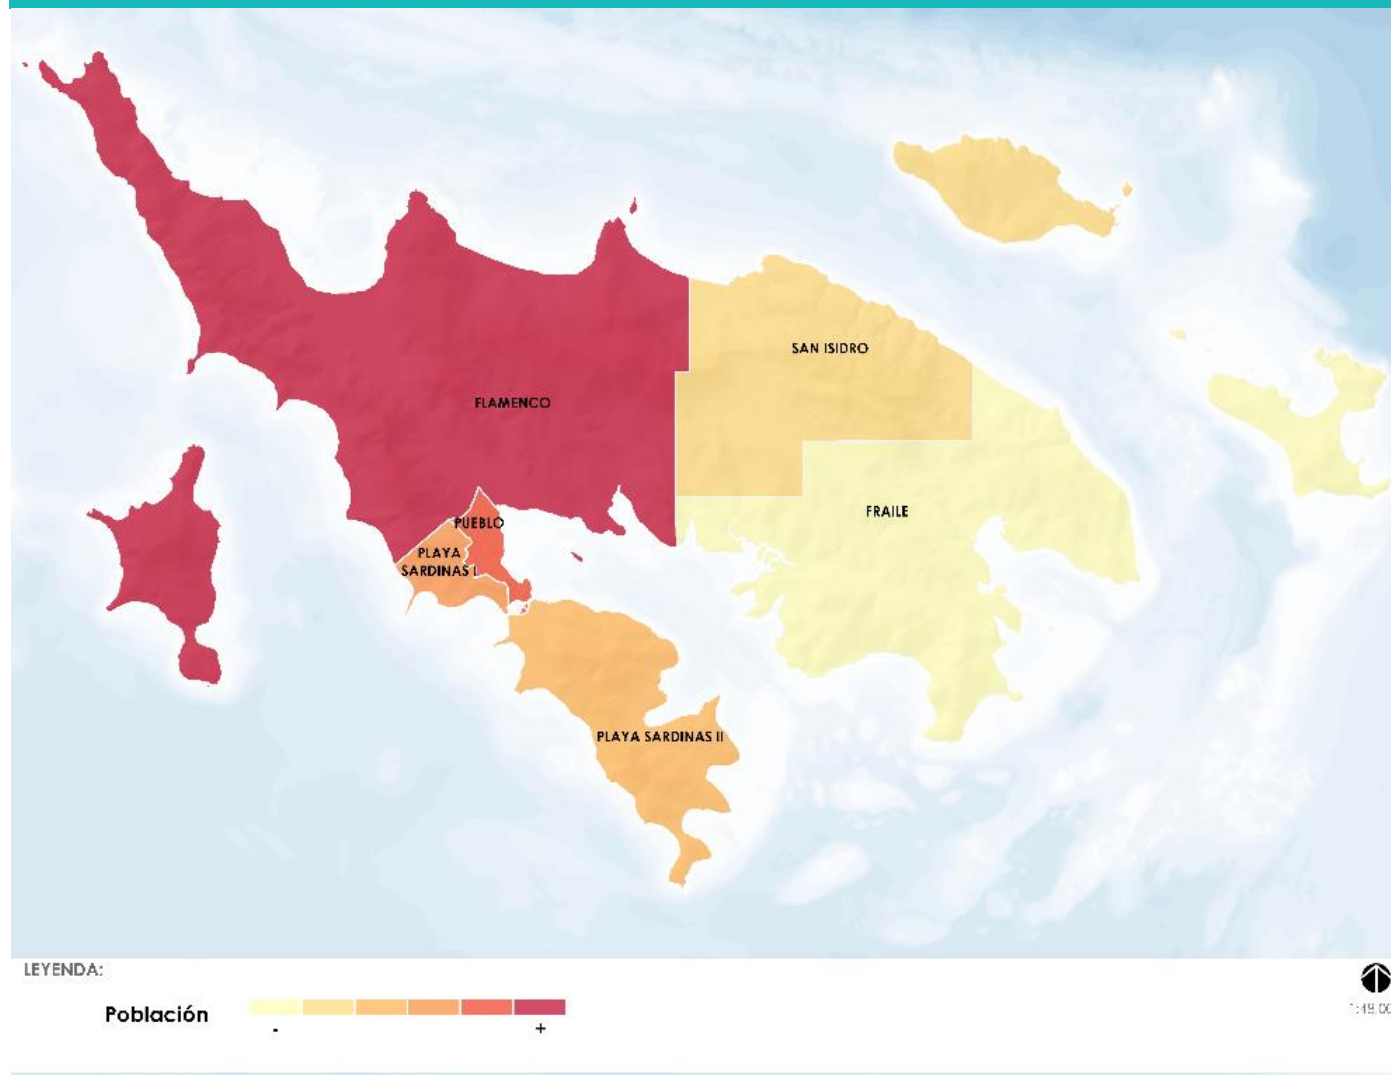 SAN ISIDRO
FLAMENCO
FRAILE
PUEBLO
PLAYA
SARDINAS I
PLAYA SARDINAS II
LEYENDA:
Población
-
+